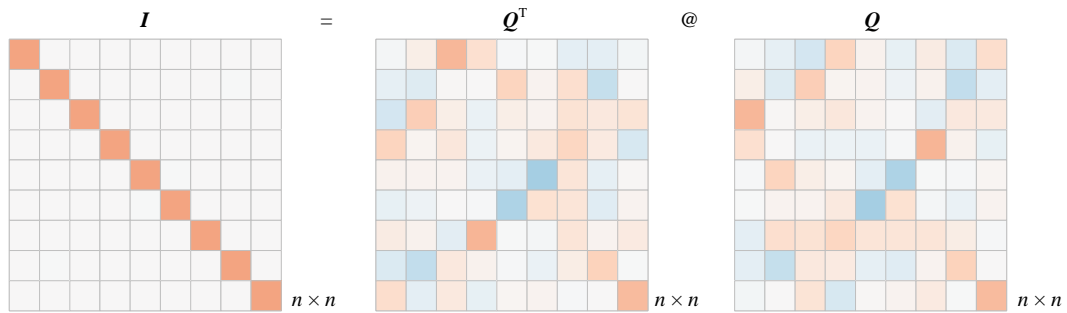 I = Qᵀ @ Q
n × n n × n n × n